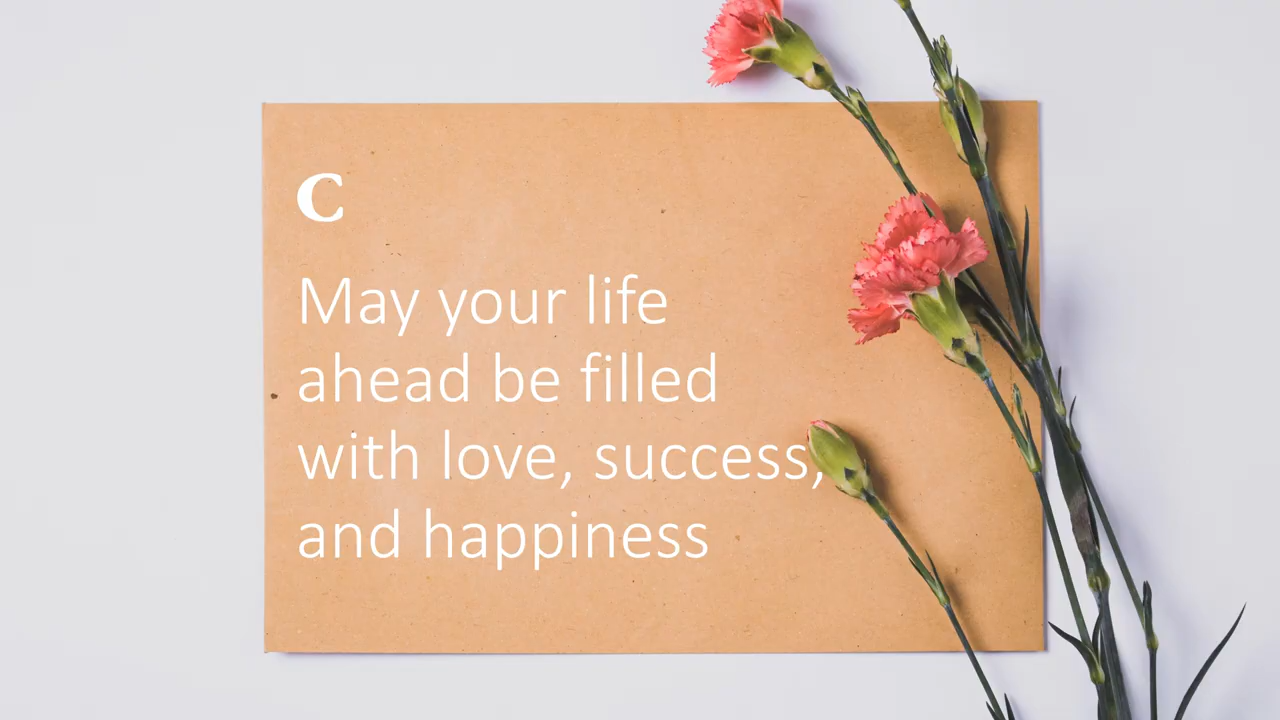 C
May your life
ahead be filled
with love, success,
and happiness